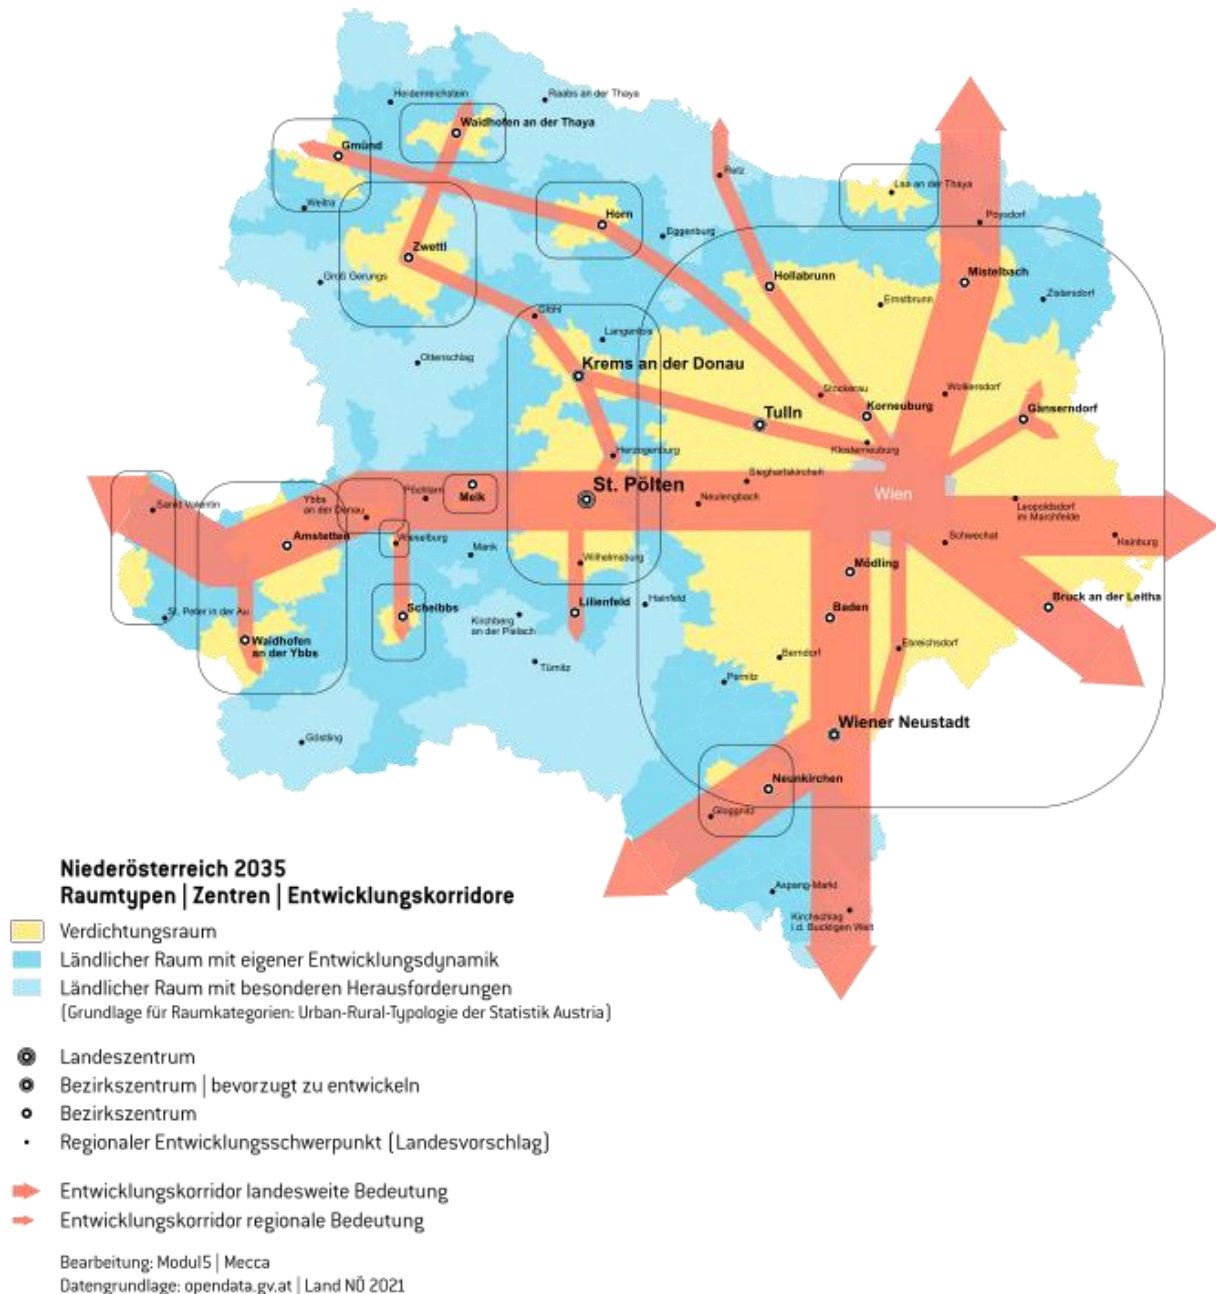 Heidenreichstein
Raabs an der Thaya
Waidhofen an der Thaya
Gmünd
Retz
Laa an der Thaya
Weitra
Horn
Poysdorf
Eggenburg
Zwettl
Groß Gerungs
Hollabrunn
Mistelbach
Ernstbrunn
Zistersdorf
Gföhl
Langenlois
Ottenschlag
Krems an der Donau
Stockerau
Wolkersdorf
Tulln
Korneuburg
Gänserndorf
Klosterneuburg
Herzogenburg
Sieghartskirchen
St. Pölten
Neulengbach
Wien
Sankt Valentin
Ybbs
an der Donau
Pöchlarn
Melk
Leopoldsdorf
im Marchfelde
Amstetten
Wieselburg
Mank
Wilhelmsburg
Schwechat
Hainburg
Mödling
St. Peter in der Au
Scheibbs
Kirchberg
an der Pielach
Lilienfeld
Hainfeld
Baden
Bruck an der Leitha
Waidhofen
an der Ybbs
Türnitz
Berndorf
Ebreichsdorf
Pernitz
Göstling
Wiener Neustadt
Neunkirchen
Gloggnitz
Aspang-Markt
Kirchschlag
i.d. Buckligen Welt
Niederösterreich 2035
Raumtypen | Zentren | Entwicklungskorridore
Verdichtungsraum
Ländlicher Raum mit eigener Entwicklungsdynamik
Ländlicher Raum mit besonderen Herausforderungen
(Grundlage für Raumkategorien: Urban-Rural-Typologie der Statistik Austria)
Landeszentrum
Bezirkszentrum | bevorzugt zu entwickeln
Bezirkszentrum
Regionaler Entwicklungsschwerpunkt (Landesvorschlag)
Entwicklungskorridor landesweite Bedeutung
Entwicklungskorridor regionale Bedeutung
Bearbeitung: Modul5 | Mecca
Datengrundlage: opendata.gv.at | Land NÖ 2021